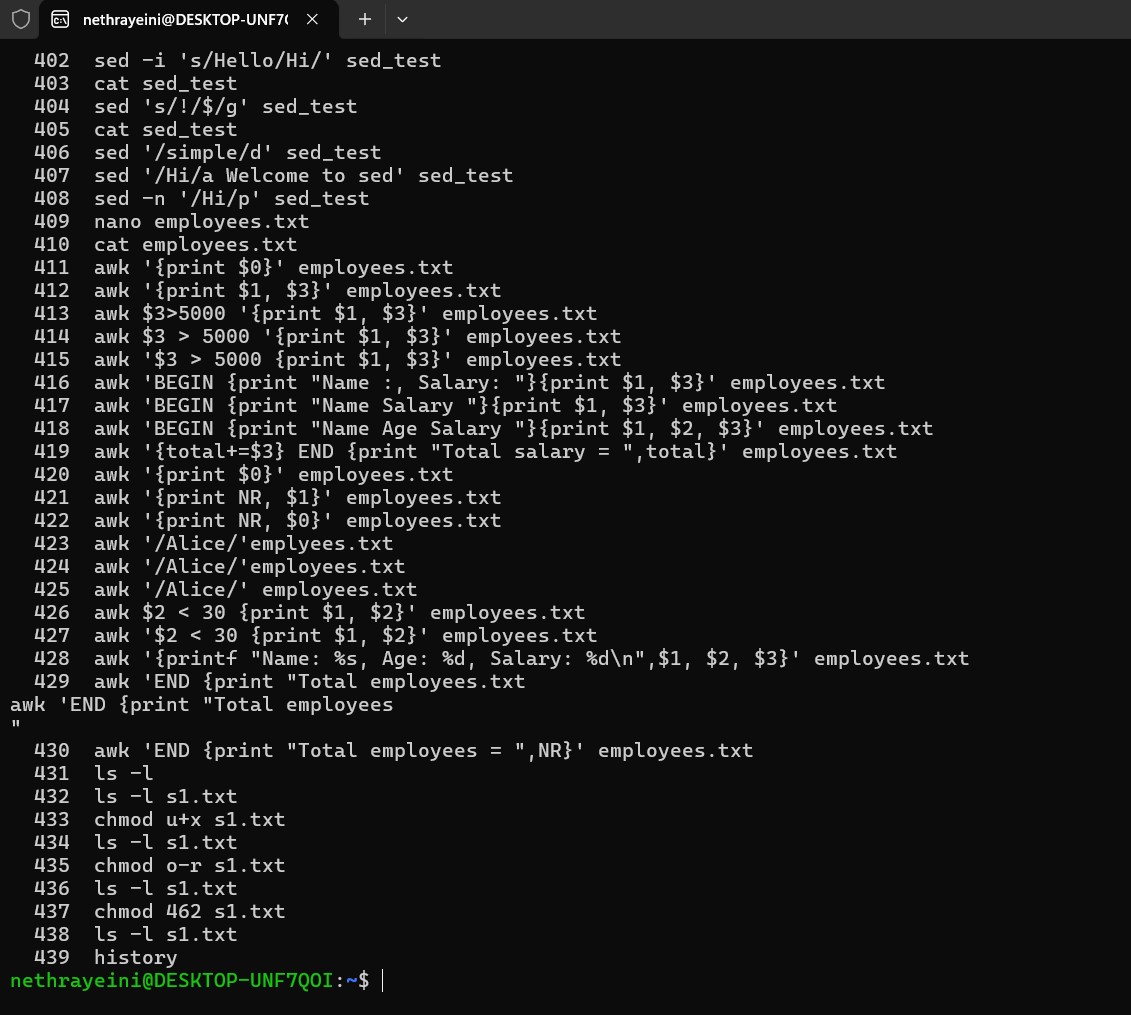 nethrayeini@DESKTOP-UNF7(
402 sed -i 's/Hello/Hi/' sed_test
403 cat sed_test
404 sed 's/!/$/g' sed_test
405 cat sed_test
406 sed '/simple/d' sed_test
407 sed '/Hi/a Welcome to sed' sed_test
408 sed -n '/Hi/p' sed_test
409 nano employees.txt
410 cat employees.txt
411 awk '{print $0}' employees.txt
412 awk '{print $1, $3}' employees.txt
413 awk $3>5000 '{print $1, $3}' employees.txt
414 awk $3 > 5000 '{print $1, $3}' employees.txt
415 awk '$3 > 5000 {print $1, $3}' employees.txt
416 awk 'BEGIN {print "Name :, Salary: "}{print $1, $3}' employees.txt
417 awk 'BEGIN {print "Name Salary "}{print $1, $3}' employees.txt
418 awk 'BEGIN {print "Name Age Salary "}{print $1, $2, $3}' employees.txt
419 awk '{total+=$3} END {print "Total salary = ",total}' employees.txt
420 awk '{print $0}' employees.txt
421 awk '{print NR, $1}' employees.txt
422 awk '{print NR, $0}' employees.txt
423 awk '/Alice/'emplyees.txt
424 awk '/Alice/'employees.txt
425 awk '/Alice/' employees.txt
426 awk $2 < 30 {print $1, $2}' employees.txt
427 awk '$2 < 30 {print $1, $2}' employees.txt
428 awk '{printf "Name: %s, Age: %d, Salary: %d\n",$1, $2, $3}' employees.txt
429 awk 'END {print "Total employees.txt
awk 'END {print "Total employees
"
430 awk 'END {print "Total employees = ",NR}' employees.txt
431 ls -l
432 ls -l s1.txt
433 chmod u+x s1.txt
434 ls -l s1.txt
435 chmod o-r s1.txt
436 ls -l s1.txt
437 chmod 462 s1.txt
438 ls -l s1.txt
439 history
nethrayeini@DESKTOP-UNF7QOI:~$